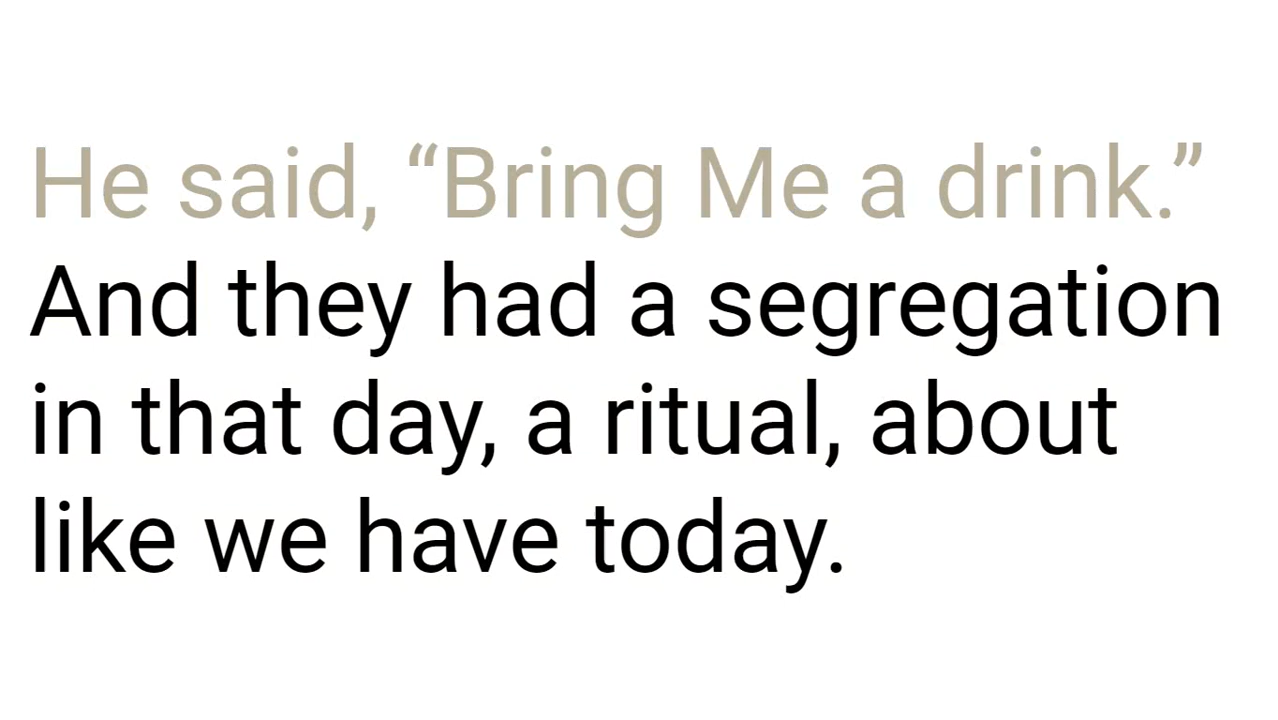 He said, “Bring Me a drink.”
And they had a segregation
in that day, a ritual, about
like we have today.